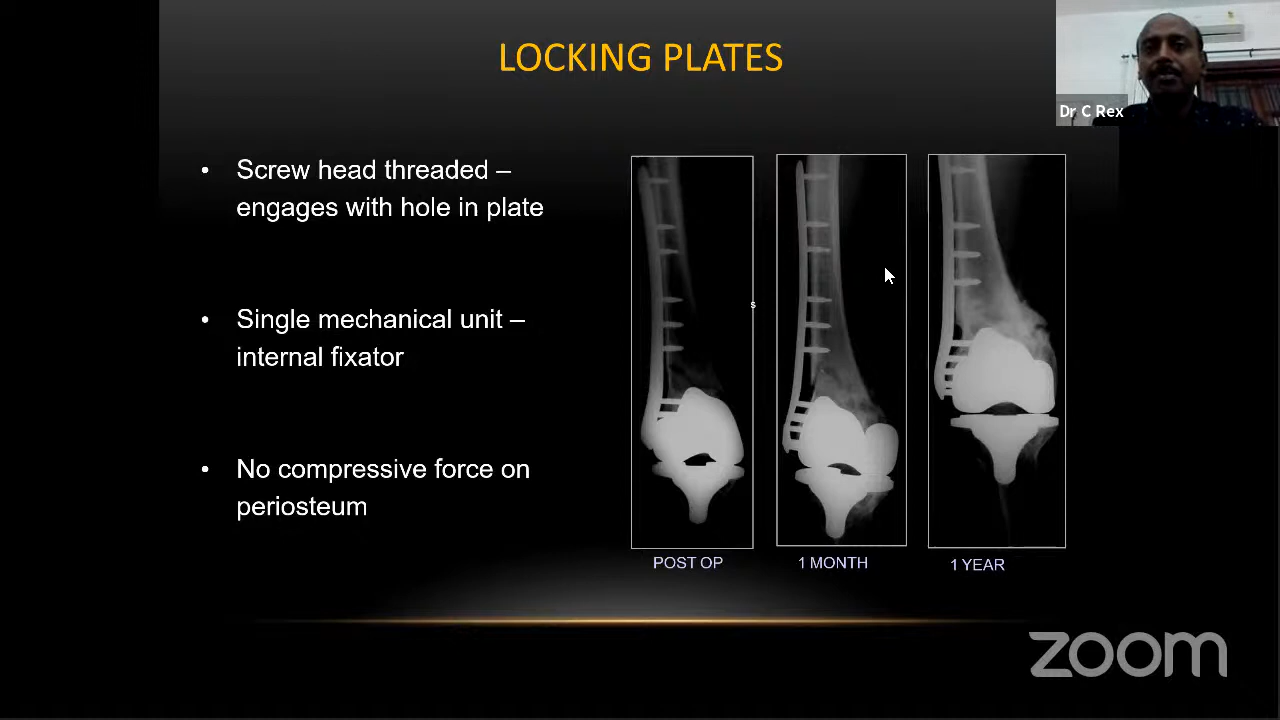 LOCKING PLATES
Dr C Rex
• Screw head threaded –
engages with hole in plate
• Single mechanical unit –
internal fixator
• No compressive force on
periosteum
s
POST OP
1 MONTH
1 YEAR
zoom